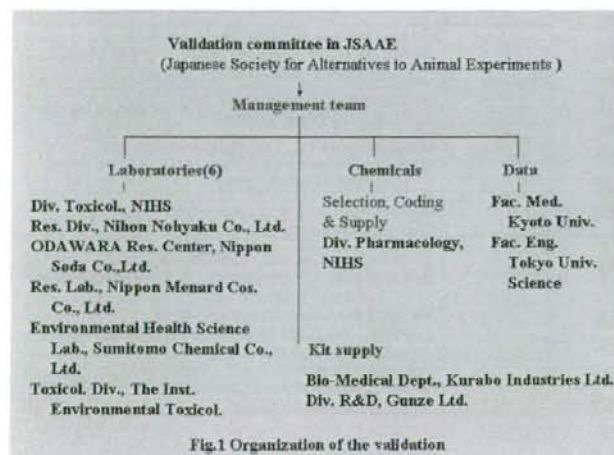 Validation committee in JSAAE
(Japanese Society for Alternatives to Animal Experiments )
Management team
Laboratories(6)
Div. Toxicol., NIHS
Res. Div., Nihon Nohyaku Co., Ltd.
ODAWARA Res. Center, Nippon
Soda Co.,Ltd.
Res. Lab., Nippon Menard Cos.
Co., Ltd.
Environmental Health Science
Lab., Sumitomo Chemical Co.,
Ltd.
Toxicol. Div., The Inst.
Environmental Toxicol.
Chemicals
Selection, Coding
& Supply
Div. Pharmacology,
NIHS
Data
Fac. Med.
Kyoto Univ.
Fac. Eng.
Tokyo Univ.
Science
Kit supply
Bio-Medical Dept., Kurabo Industries Ltd.
Div. R&D, Gunze Ltd.
Fig.1 Organization of the validation